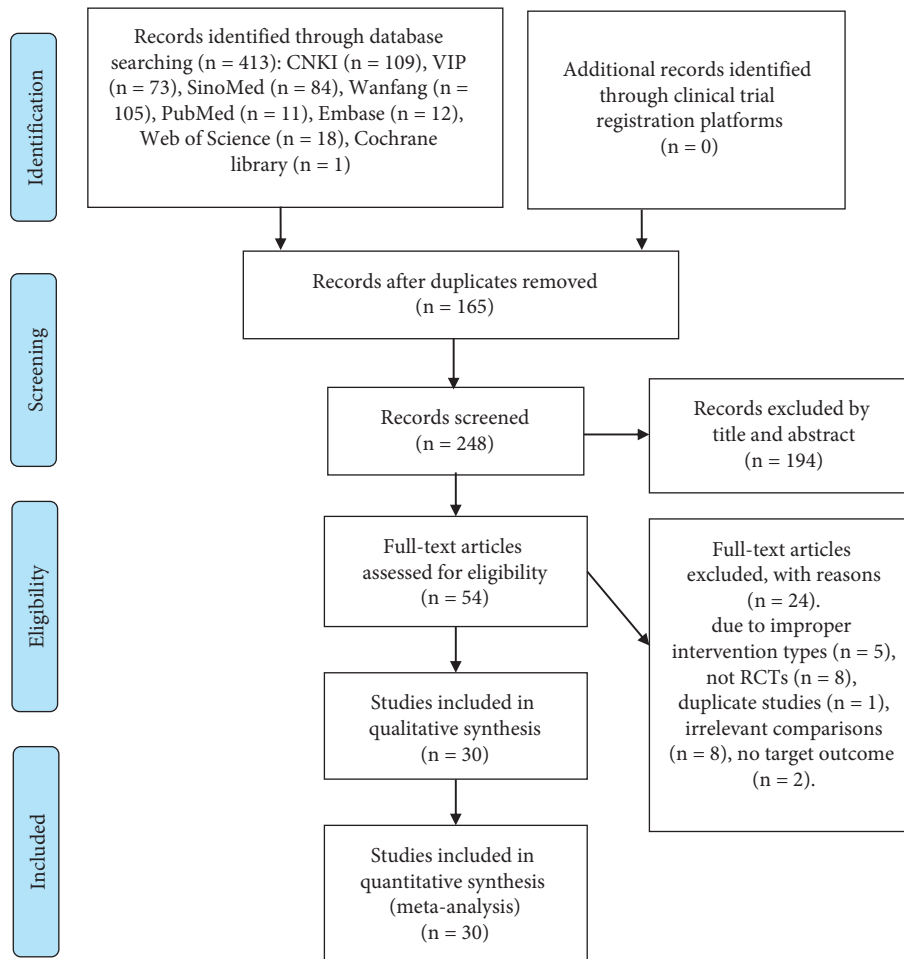 Identification
Records identified through database
searching (n = 413): CNKI (n = 109), VIP
(n = 73), SinoMed (n = 84), Wanfang (n =
105), PubMed (n = 11), Embase (n = 12),
Web of Science (n = 18), Cochrane
library (n = 1)
Additional records identified
through clinical trial
registration platforms
(n = 0)
Screening
Records after duplicates removed
(n = 165)
Records screened
(n = 248)
Records excluded by
title and abstract
(n = 194)
Eligibility
Full-text articles
assessed for eligibility
(n = 54)
Full-text articles
excluded, with reasons
(n = 24).
due to improper
intervention types (n = 5),
not RCTs (n = 8),
duplicate studies (n = 1),
irrelevant comparisons
(n = 8), no target outcome
(n = 2).
Studies included in
qualitative synthesis
(n = 30)
Included
Studies included in
quantitative synthesis
(meta-analysis)
(n = 30)